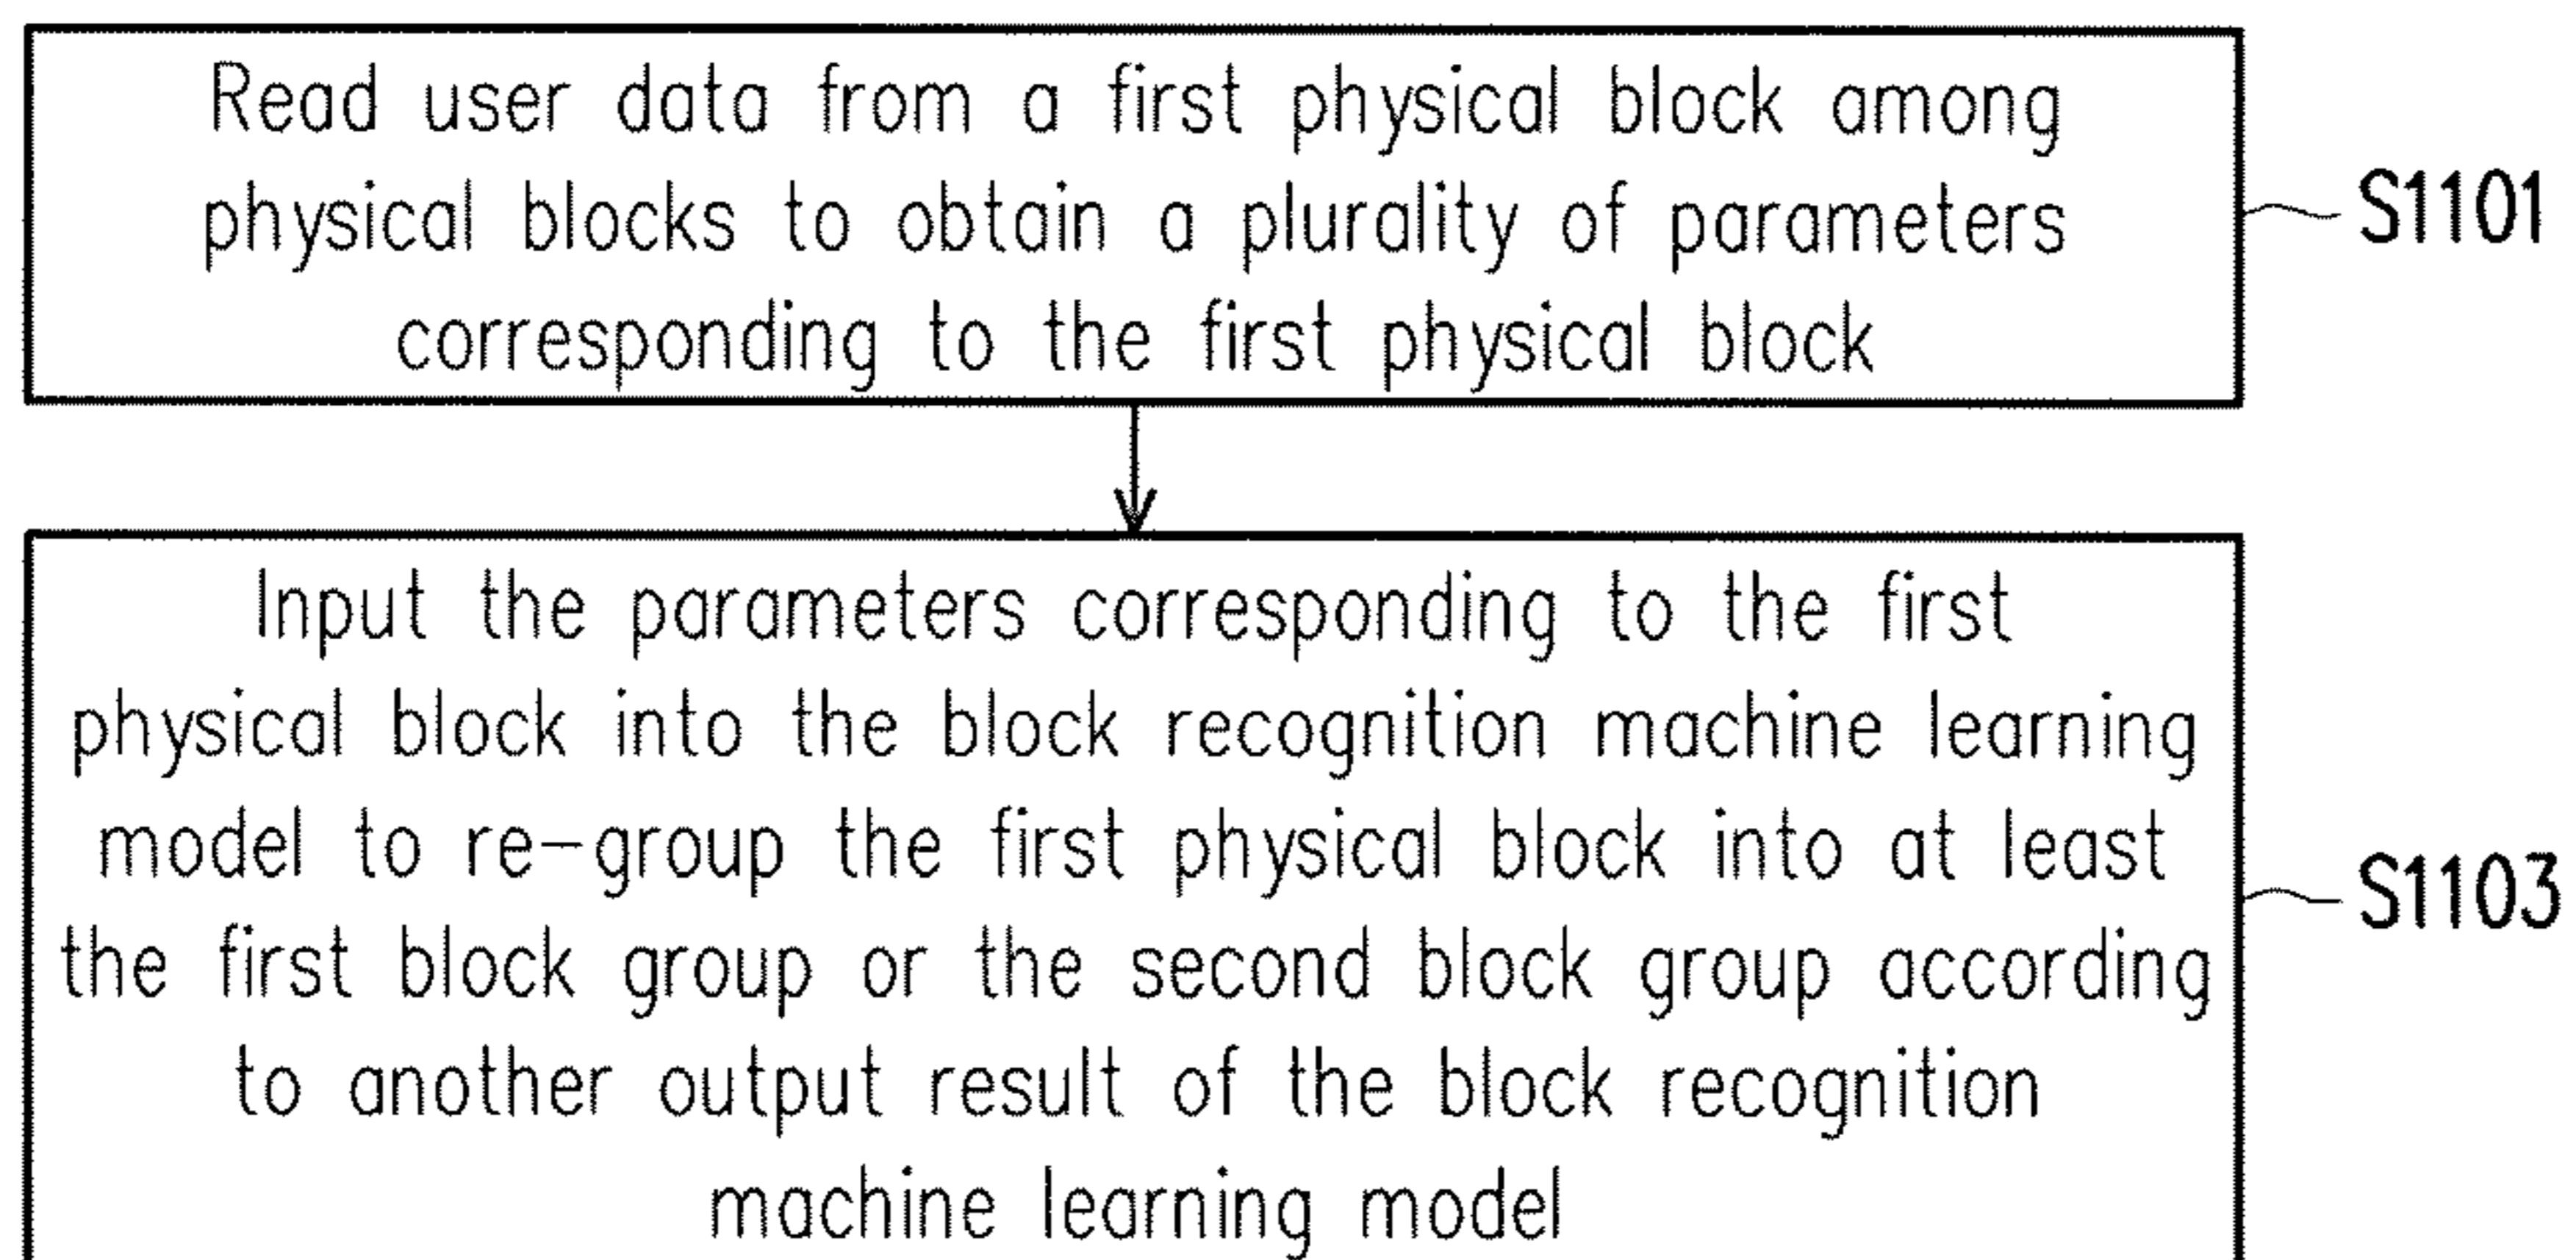 Read user data from a first physical block among
physical blocks to obtain a plurality of parameters
corresponding to the first physical block
S1101
Input the parameters corresponding to the first
physical block into the block recognition machine learning
model to re-group the first physical block into at least
the first block group or the second block group according
to another output result of the block recognition
machine learning model
S1103